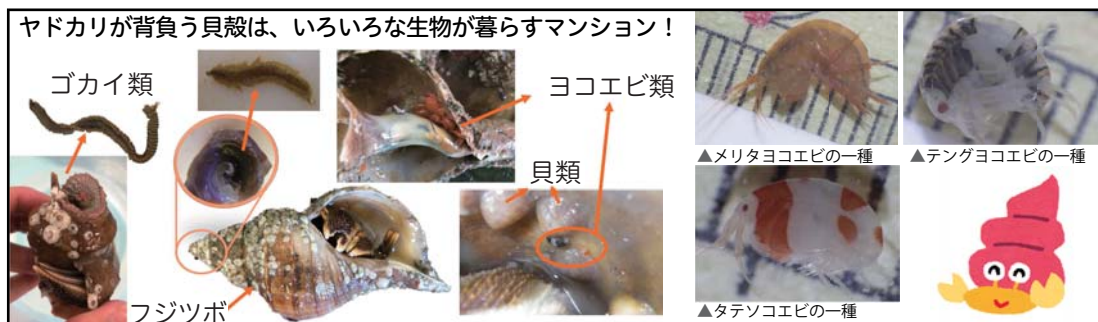 ヤドカリが背負う貝殻は、いろいろな生物が暮らすマンション！
ゴカイ類
ヨコエビ類
貝類
フジツボ
▲メリタヨコエビの一種
▲テングヨコエビの一種
▲タテソコエビの一種